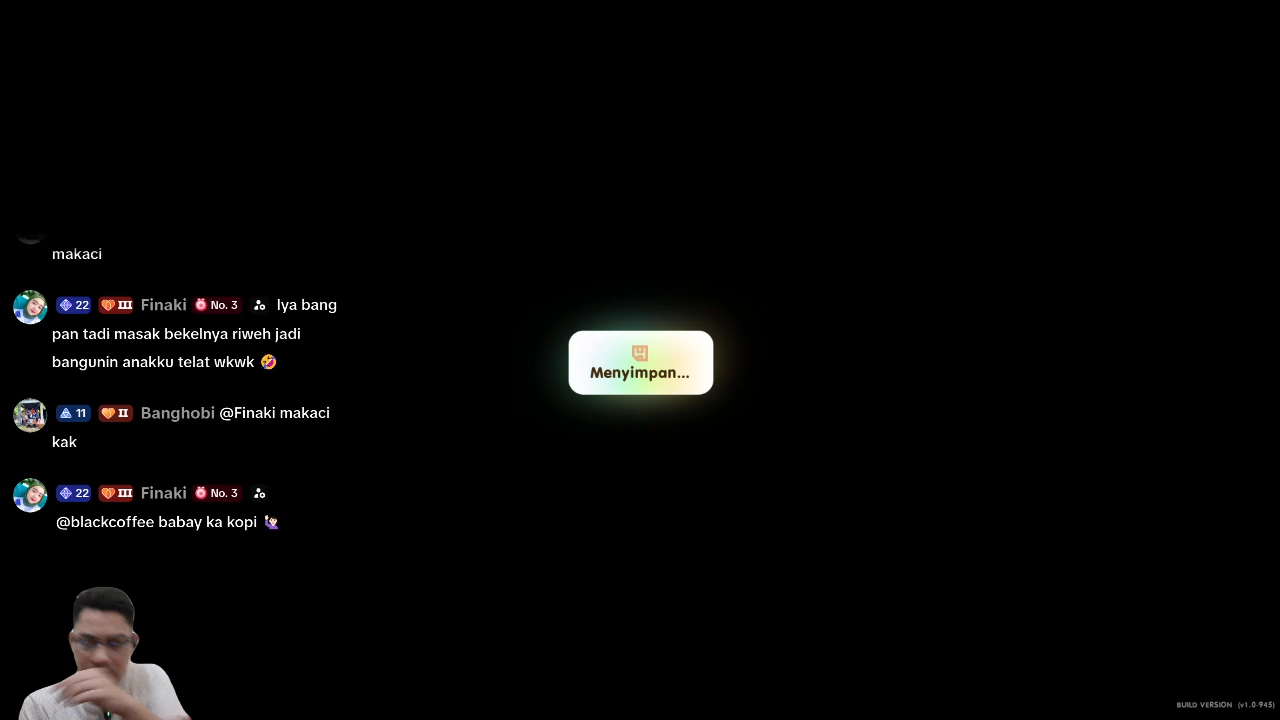 makaci
22 III Finaki No. 3 Iya bang
pan tadi masak bekelnya riweh jadi
bangunin anakku telat wkwk 🤣
11 II Banghobi @Finaki makaci
kak
22 III Finaki No. 3
@blackcoffee babay ka kopi 🙋🏻‍♀️
Menyimpan...
BUILD VERSION (v1.0-945)